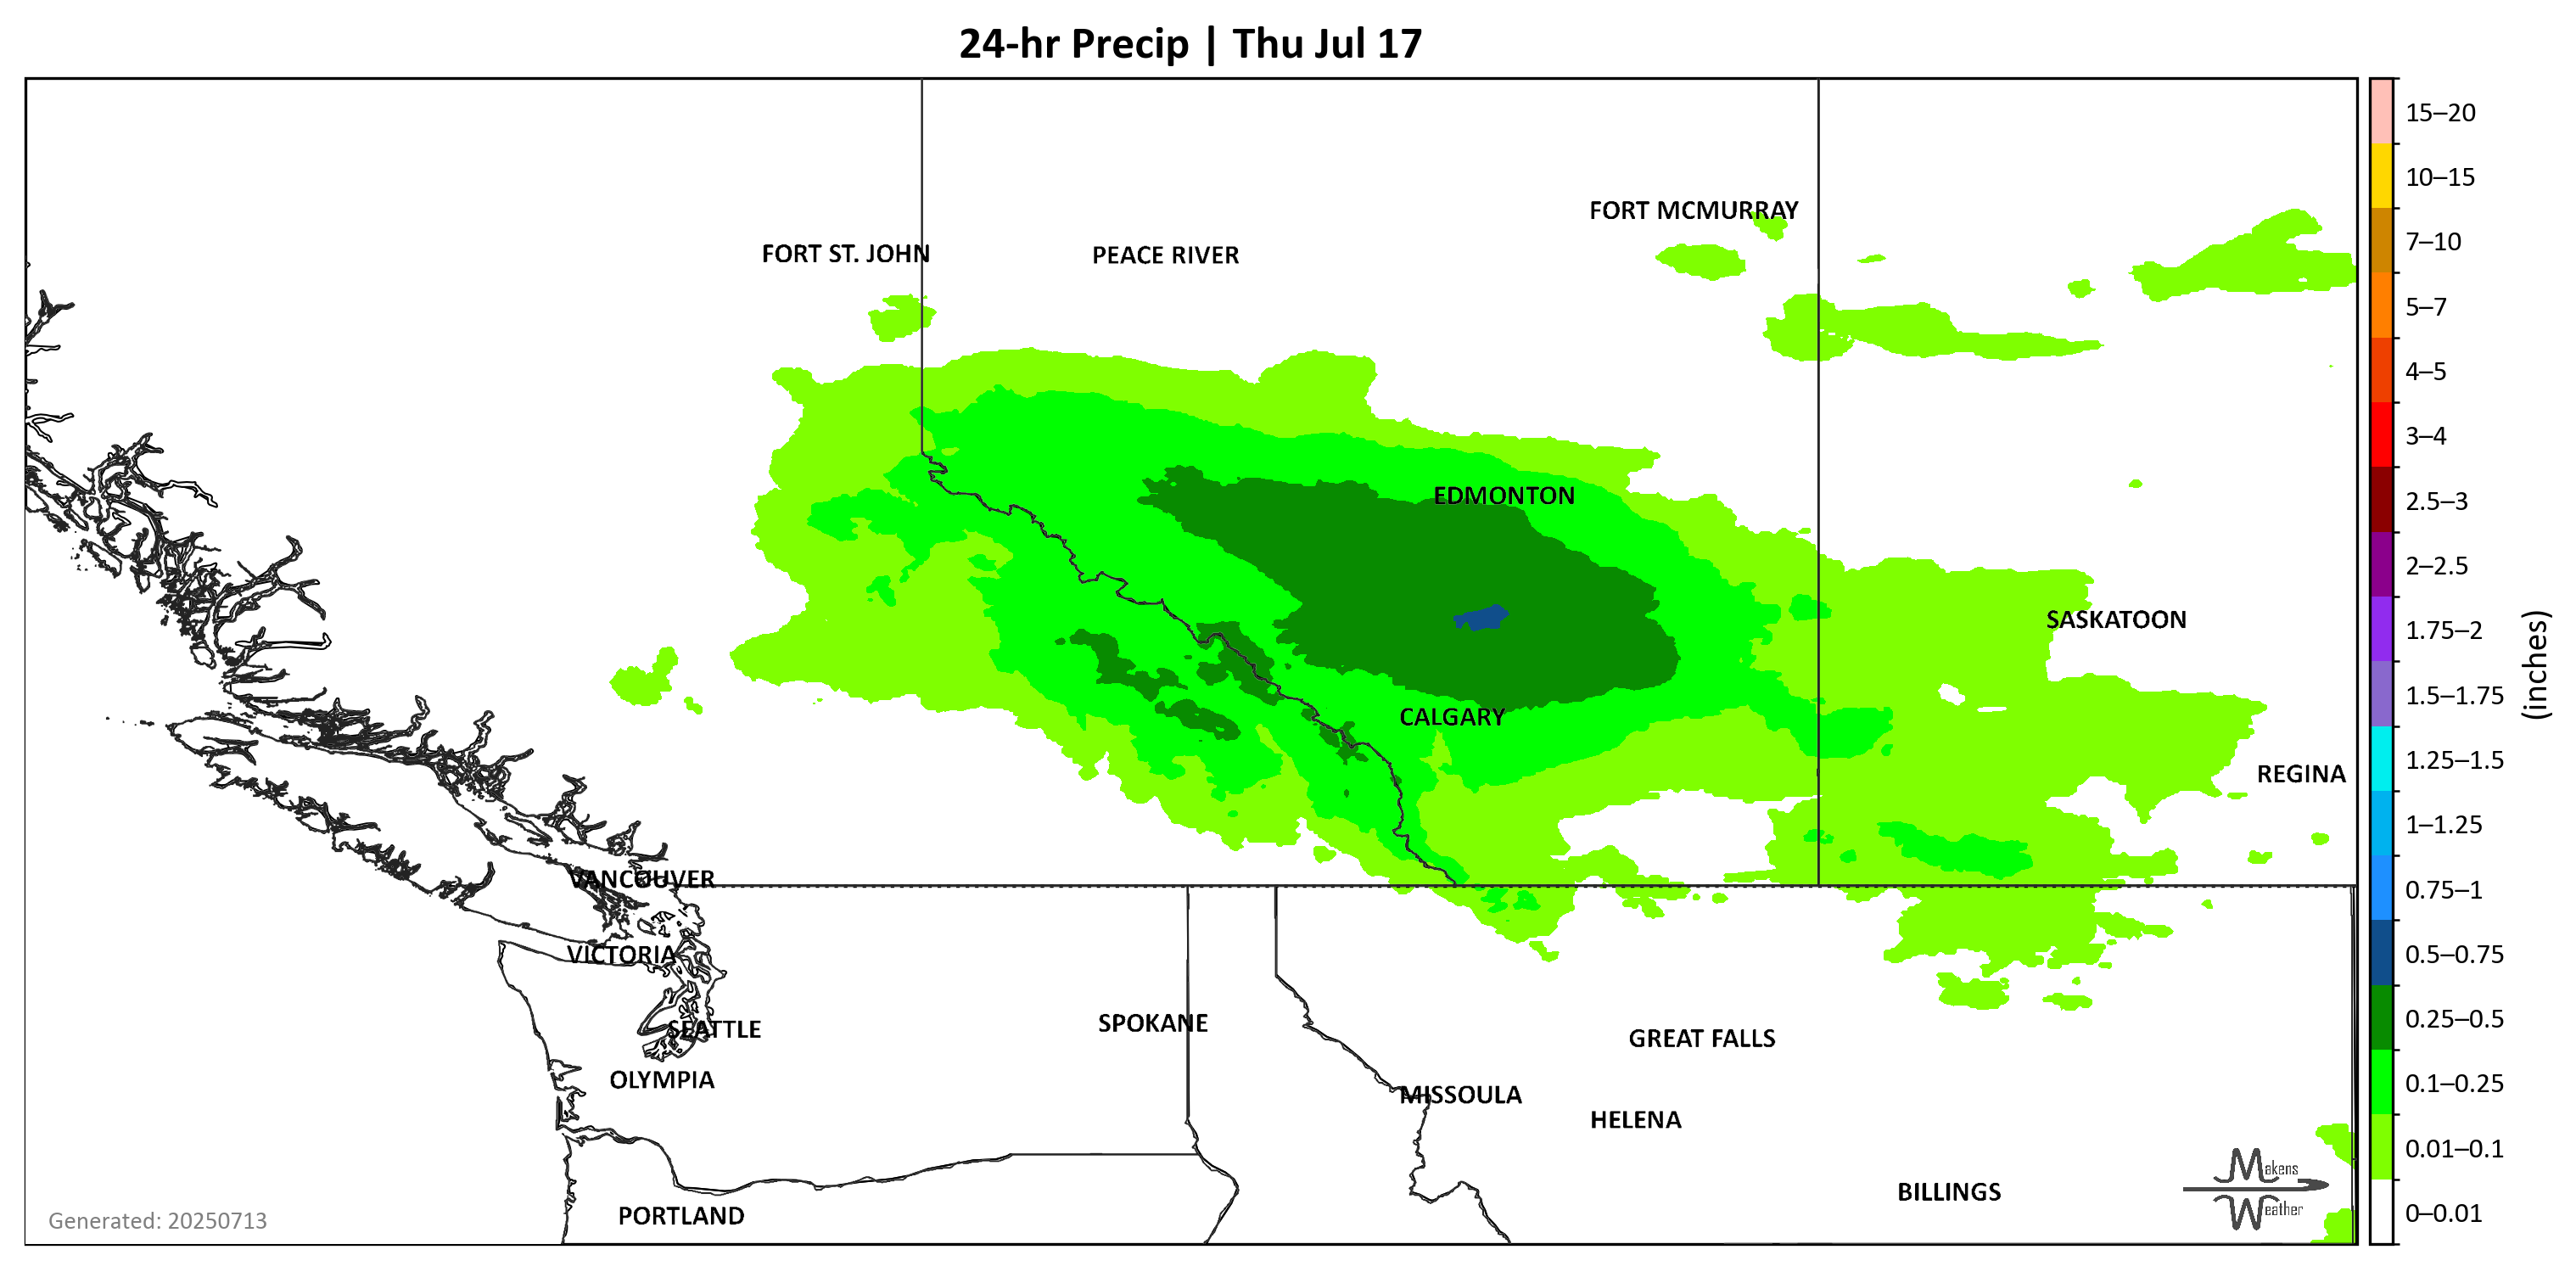 24-hr Precip | Thu Jul 17
FORT MCMURRAY
FORT ST. JOHN
PEACE RIVER
EDMONTON
SASKATOON
CALGARY
REGINA
VANCOUVER
VICTORIA
SEATTLE
SPOKANE
GREAT FALLS
OLYMPIA
MISSOULA
HELENA
BILLINGS
PORTLAND
Generated: 20250713
Makens
Weather
15–20
10–15
7–10
5–7
4–5
3–4
2.5–3
2–2.5
1.75–2
1.5–1.75
1.25–1.5
1–1.25
0.75–1
0.5–0.75
0.25–0.5
0.1–0.25
0.01–0.1
0–0.01
(inches)